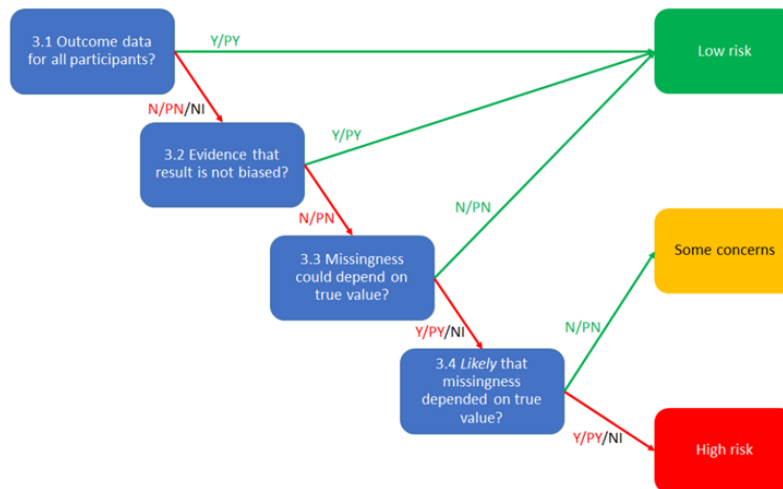 3.1 Outcome data
for all participants?
Y/PY
Low risk
N/PN/NI
3.2 Evidence that
result is not biased?
Y/PY
N/PN
3.3 Missingness
could depend on
true value?
N/PN
Some concerns
Y/PY/NI
3.4 Likely that
missingness
depended on true
value?
N/PN
Y/PY/NI
High risk